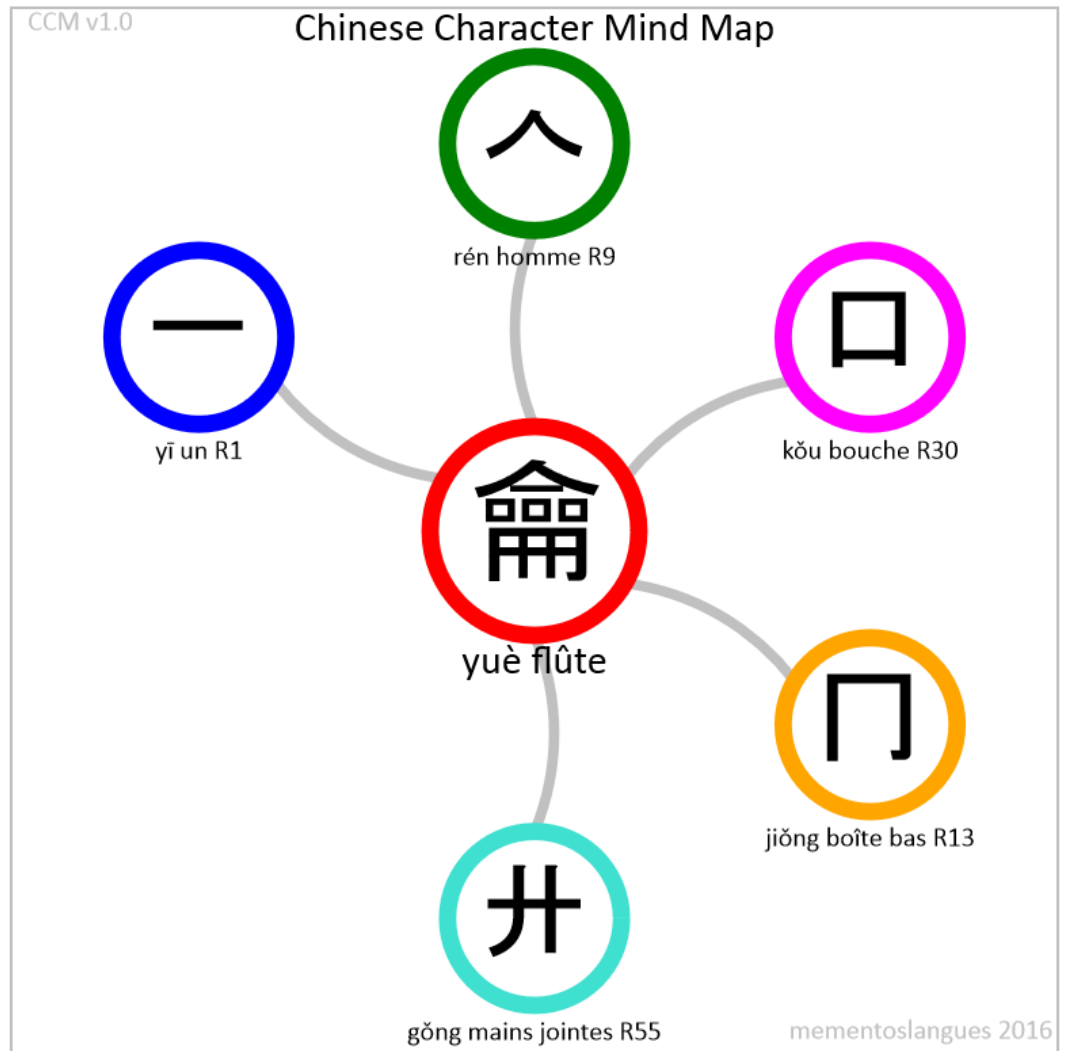 CCM v1.0
Chinese Character Mind Map
𠆢
rén homme R9
一
yī un R1
口
kǒu bouche R30
龠
yuè flûte
冂
jiǒng boîte bas R13
廾
gǒng mains jointes R55
mementoslangues 2016